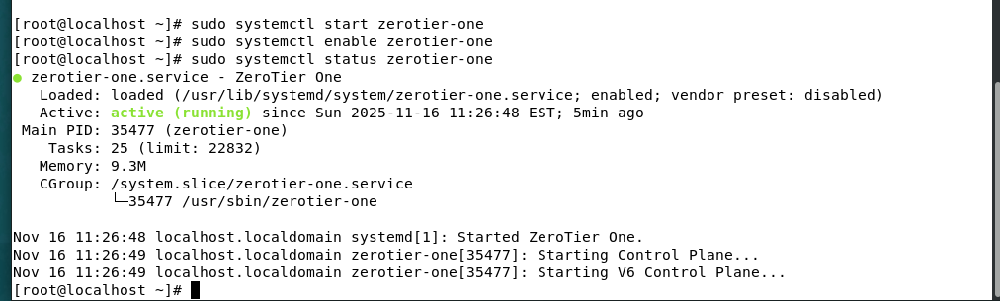 [root@localhost ~]# sudo systemctl start zerotier-one
[root@localhost ~]# sudo systemctl enable zerotier-one
[root@localhost ~]# sudo systemctl status zerotier-one
● zerotier-one.service - ZeroTier One
   Loaded: loaded (/usr/lib/systemd/system/zerotier-one.service; enabled; vendor preset: disabled)
   Active: active (running) since Sun 2025-11-16 11:26:48 EST; 5min ago
 Main PID: 35477 (zerotier-one)
    Tasks: 25 (limit: 22832)
   Memory: 9.3M
   CGroup: /system.slice/zerotier-one.service
           └─35477 /usr/sbin/zerotier-one
Nov 16 11:26:48 localhost.localdomain systemd[1]: Started ZeroTier One.
Nov 16 11:26:49 localhost.localdomain zerotier-one[35477]: Starting Control Plane...
Nov 16 11:26:49 localhost.localdomain zerotier-one[35477]: Starting V6 Control Plane...
[root@localhost ~]#